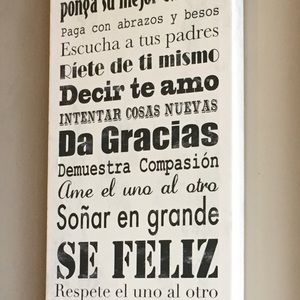 ponga su mejor
Paga con abrazos y besos
Escucha a tus padres
Ríete de ti mismo
Decir te amo
INTENTAR COSAS NUEVAS
Da Gracias
Demuestra Compasión
Ame el uno al otro
Soñar en grande
SE FELIZ
Respete el uno al otro